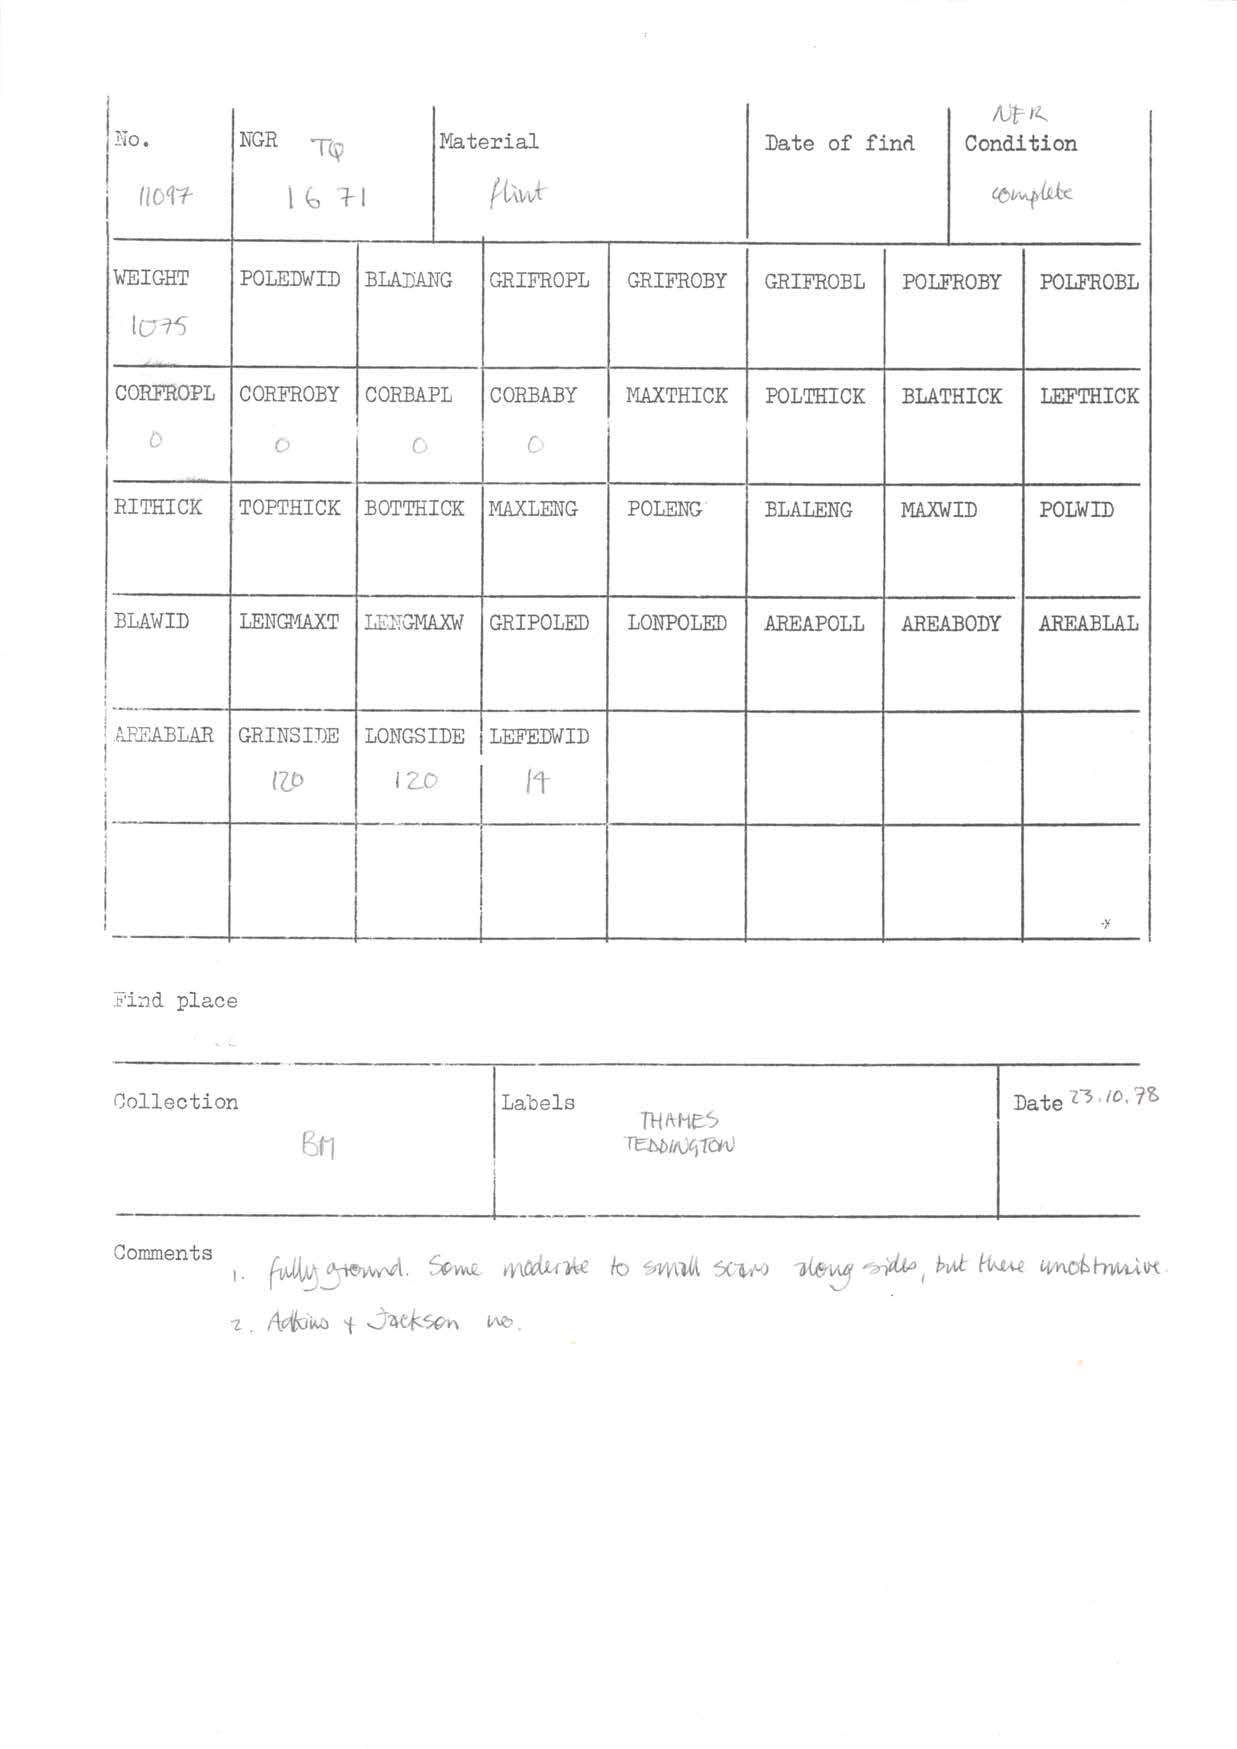 NFR
No. NGR TQ Material Date of find Condition
11097 16 71 flint complete
WEIGHT POLEDWID BLADANG GRIFROPL GRIFROBY GRIFROBL POLFROBY POLFROBL
1075
CORFROPL CORFROBY CORBAPL CORBABY MAXTHICK POLTHICK BLATHICK LEFTHICK
0 0 0 0
RITHICK TOPTHICK BOTTHICK MAXLENG POLENG BLALENG MAXWID POLWID
BLAWID LENGMAXT LENGMAXW GRIPOLED LONPOLED AREAPOLL AREABODY AREABLAL
AREABLAR GRINSIDE LONGSIDE LEFEDWID
120 120 14
Find place
Collection Labels Date 23.10.78
THAMES
BM TEDDINGTON
Comments
1. fully ground. Some moderate to small scars along sides, but these unobtrusive.
2. Adkins + Jackson no.